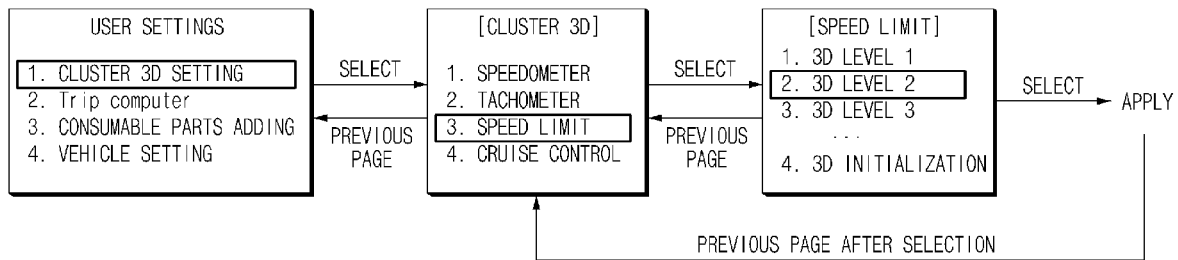 USER SETTINGS
1. CLUSTER 3D SETTING
2. Trip computer
3. CONSUMABLE PARTS ADDING
4. VEHICLE SETTING
SELECT
PREVIOUS
PAGE
[CLUSTER 3D]
1. SPEEDOMETER
2. TACHOMETER
3. SPEED LIMIT
4. CRUISE CONTROL
SELECT
PREVIOUS
PAGE
[SPEED LIMIT]
1. 3D LEVEL 1
2. 3D LEVEL 2
3. 3D LEVEL 3
...
4. 3D INITIALIZATION
SELECT
APPLY
PREVIOUS PAGE AFTER SELECTION